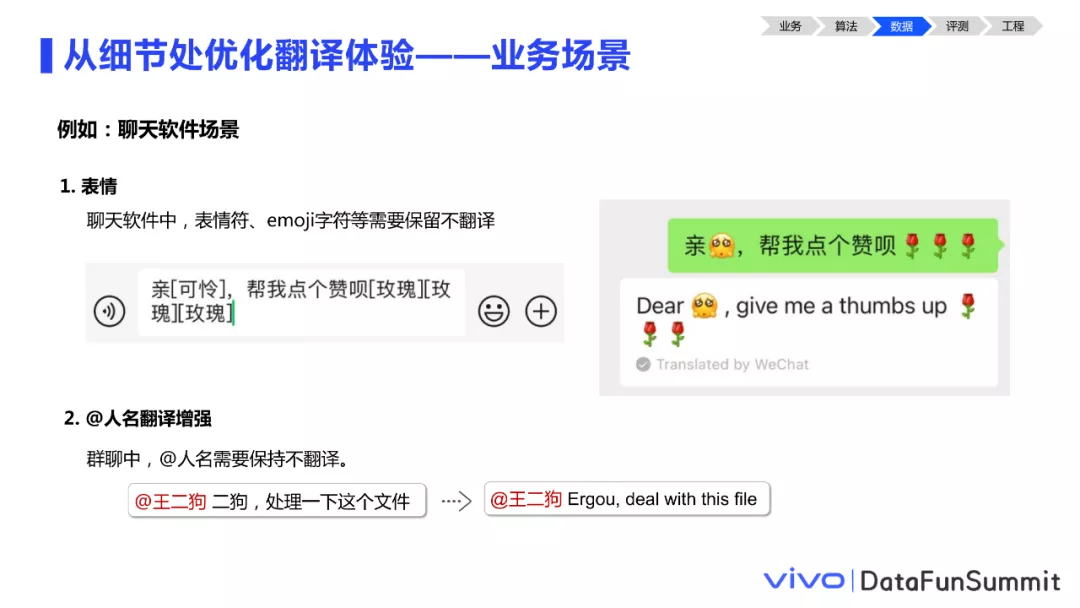 业务 算法 数据 评测 工程
从细节处优化翻译体验——业务场景
例如：聊天软件场景
1. 表情
聊天软件中，表情符、emoji字符等需要保留不翻译
亲[可怜]，帮我点个赞呗[玫瑰][玫
瑰][玫瑰]
亲🥺，帮我点个赞呗🌹🌹🌹
Dear 🥺, give me a thumbs up 🌹
🌹🌹
Translated by WeChat
2. @人名翻译增强
群聊中，@人名需要保持不翻译。
@王二狗 二狗，处理一下这个文件
@王二狗 Ergou, deal with this file
vivo | DataFunSummit